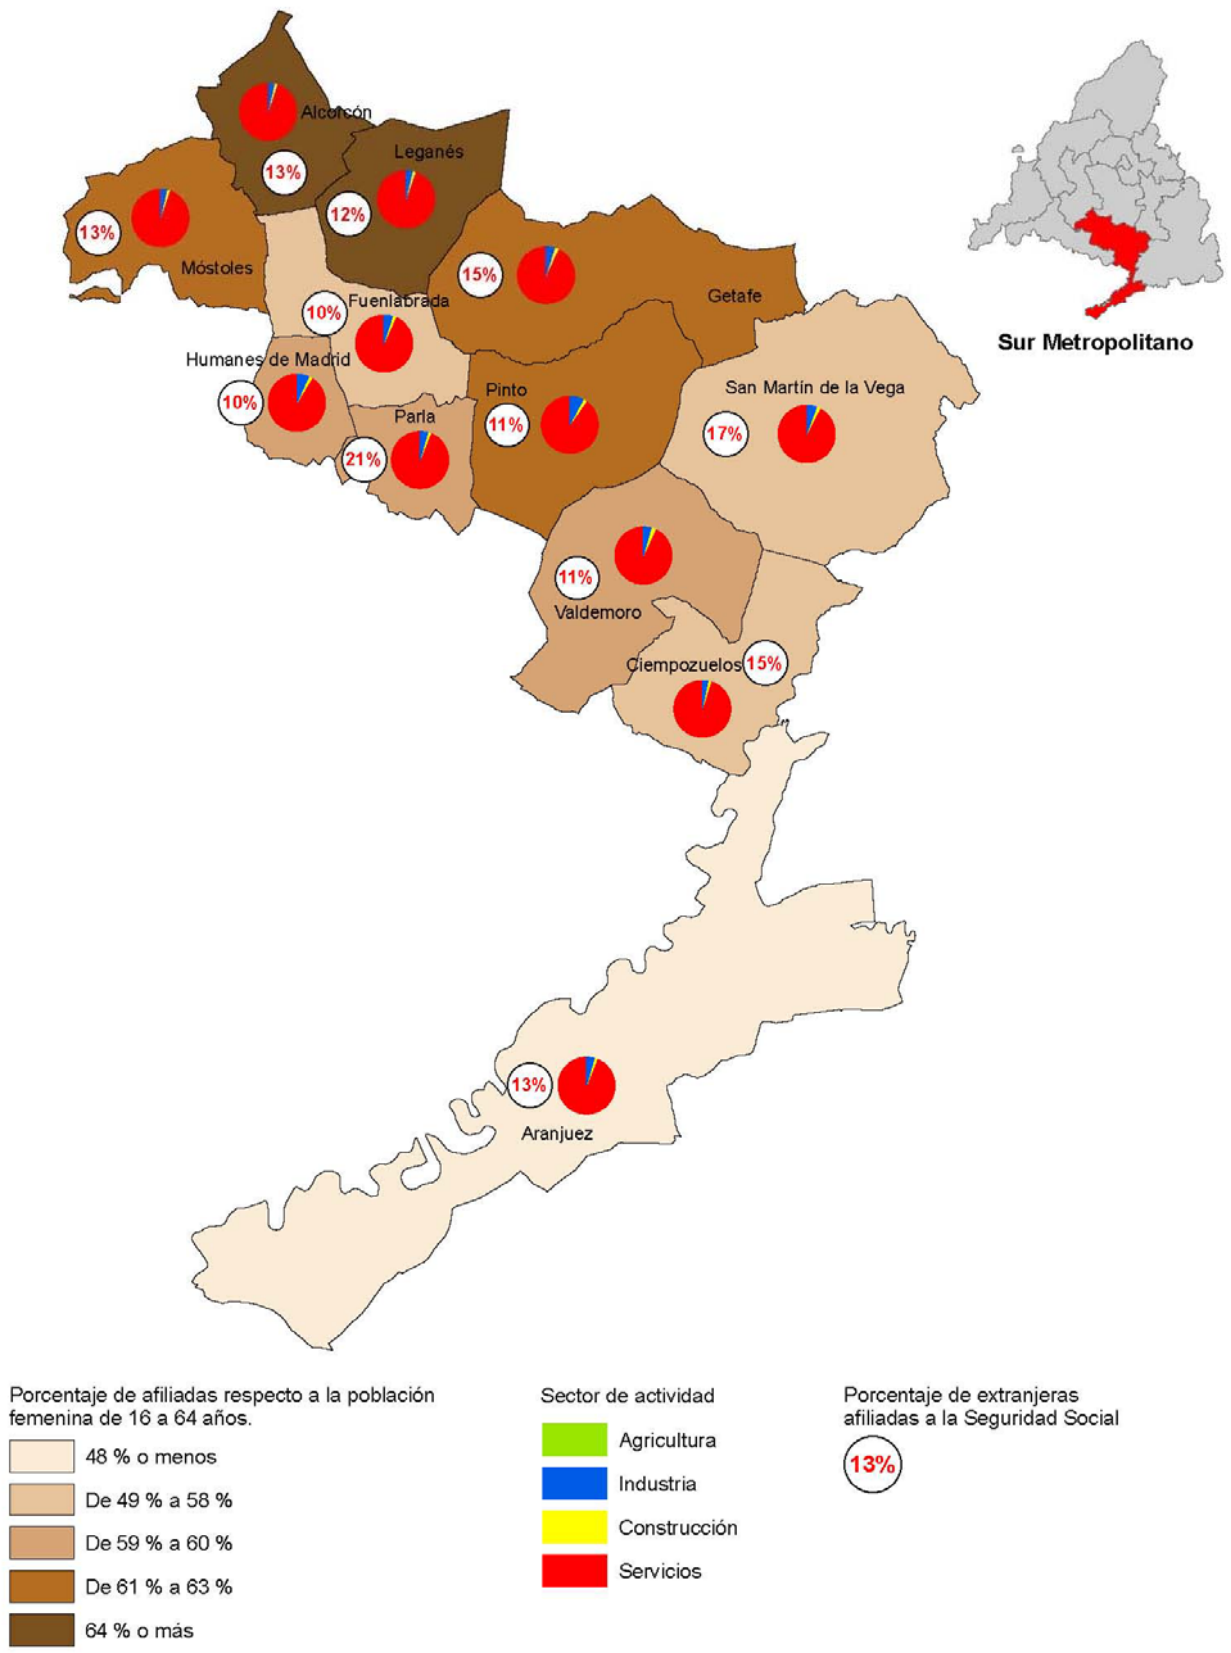 Alcorcón
Leganés
13%
12%
13%
Móstoles
15%
Getafe
10%
Fuenlabrada
Sur Metropolitano
Humanes de Madrid
10%
Parla
21%
Pinto
11%
San Martín de la Vega
17%
11%
Valdemoro
Ciempozuelos
15%
13%
Aranjuez
Porcentaje de afiliadas respecto a la población
femenina de 16 a 64 años.
48 % o menos
De 49 % a 58 %
De 59 % a 60 %
De 61 % a 63 %
64 % o más
Sector de actividad
Agricultura
Industria
Construcción
Servicios
Porcentaje de extranjeras
afiliadas a la Seguridad Social
13%